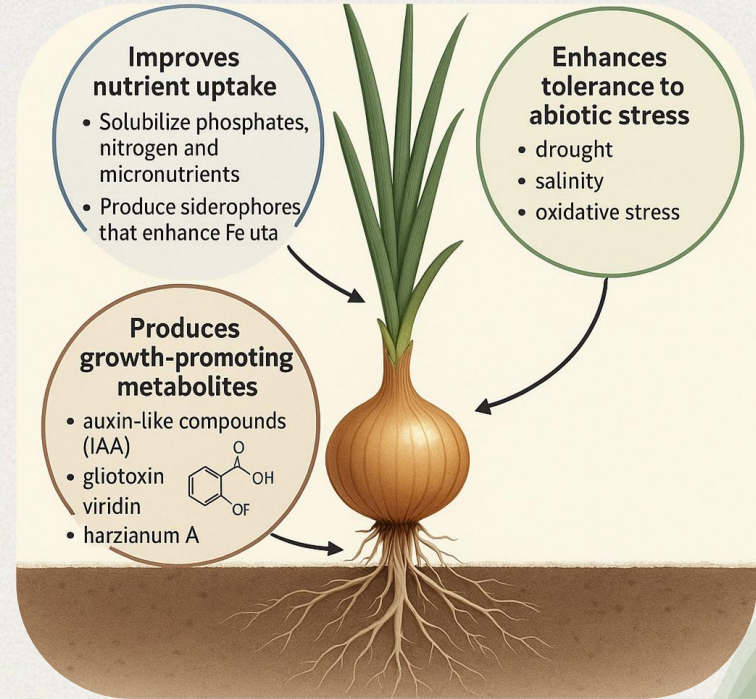 Improves
nutrient uptake
• Solubilize phosphates,
nitrogen and
micronutrients
• Produce siderophores
that enhance Fe uta
Enhances
tolerance to
abiotic stress
• drought
• salinity
• oxidative stress
Produces
growth-promoting
metabolites
• auxin-like compounds
(IAA)
• gliotoxin
viridin
• harzianum A
O
OH
OF